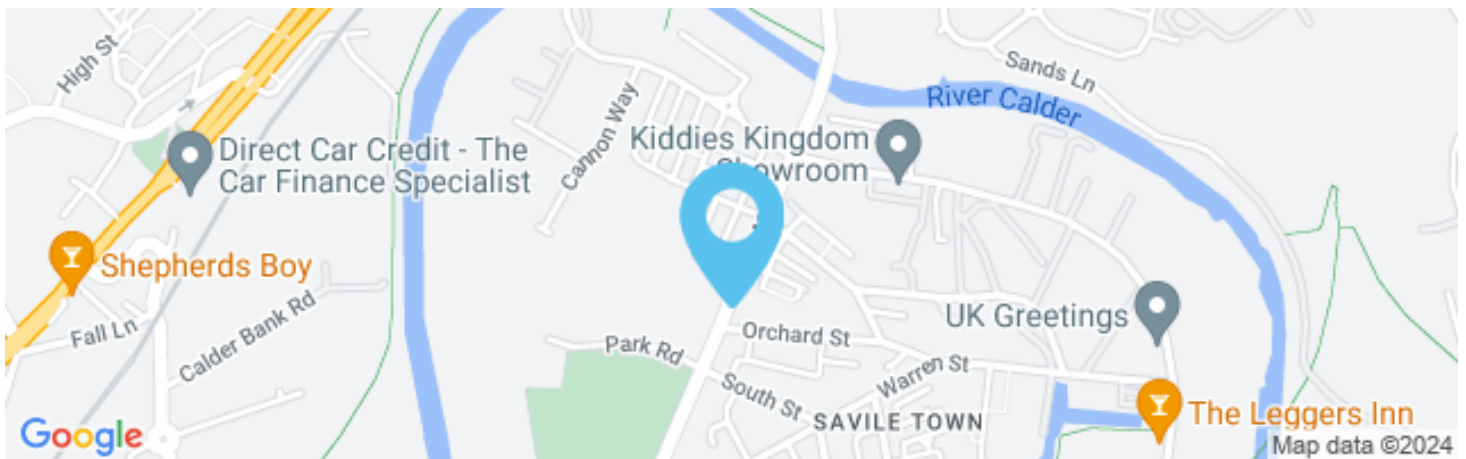 High St
Sands Ln
River Calder
Cannon Way
Kiddies Kingdom
Showroom
Direct Car Credit - The
Car Finance Specialist
Shepherds Boy
UK Greetings
Calder Bank Rd
Fall Ln
Orchard St
Park Rd
Warren St
South St
SAVILE TOWN
The Leggers Inn
Google
Map data ©2024